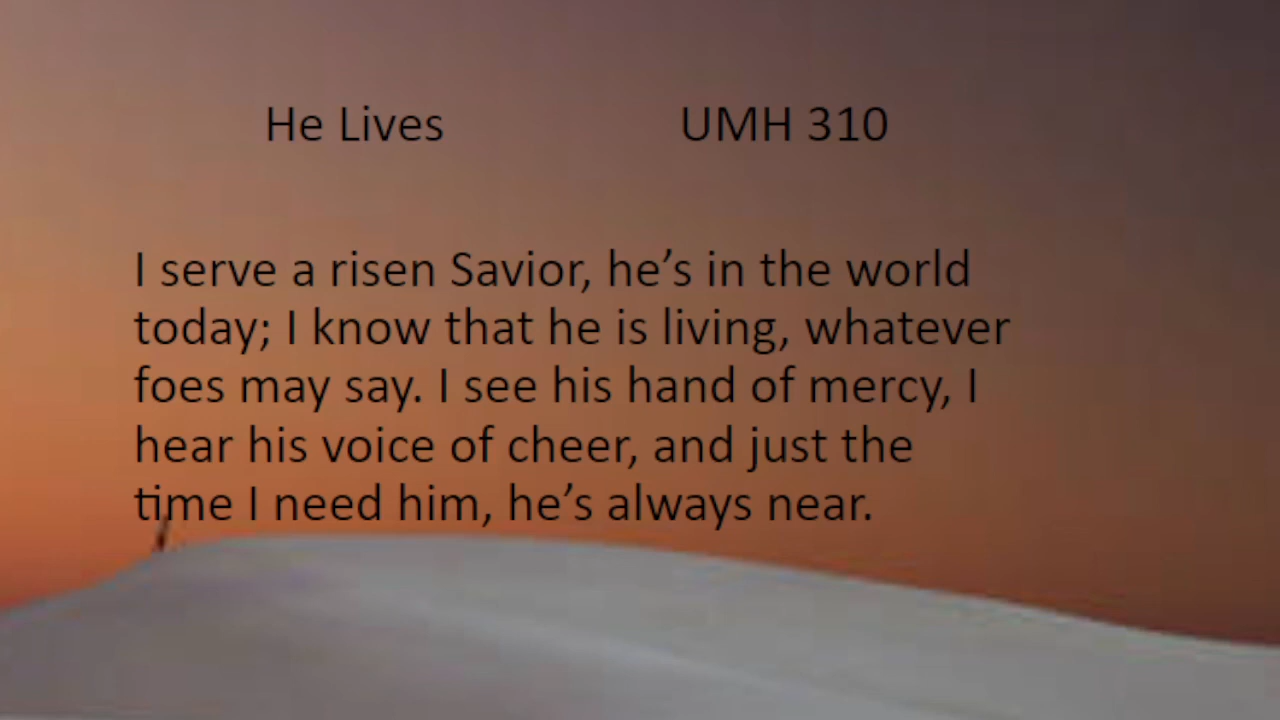 He Lives UMH 310
I serve a risen Savior, he’s in the world
today; I know that he is living, whatever
foes may say. I see his hand of mercy, I
hear his voice of cheer, and just the
time I need him, he’s always near.